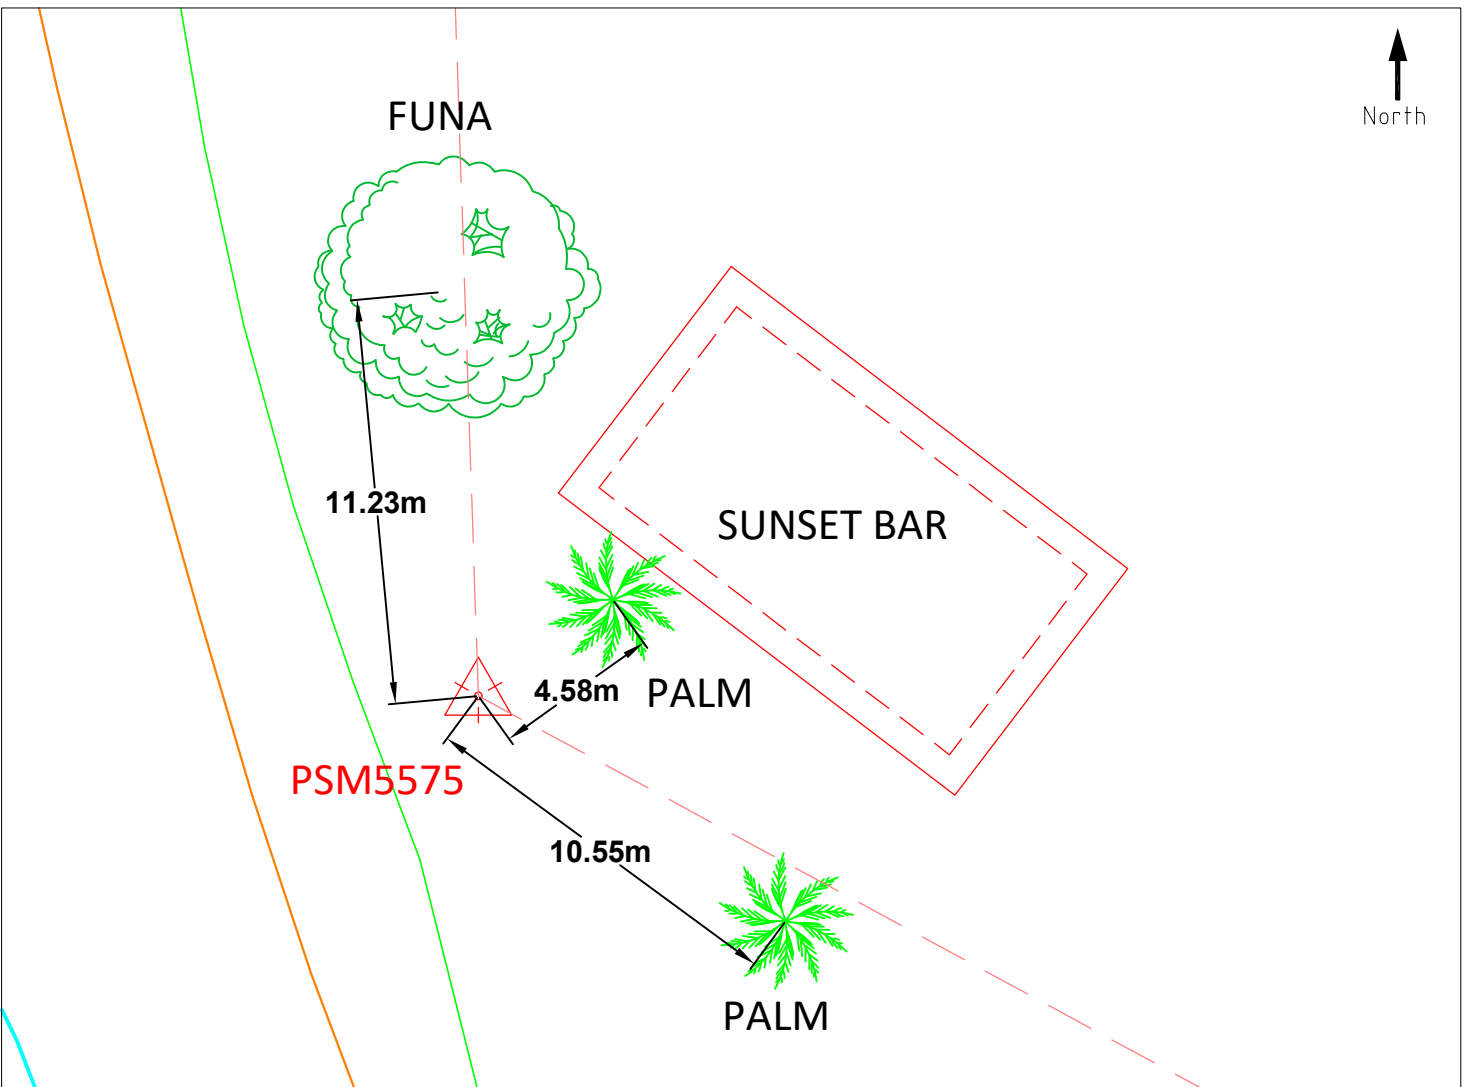 FUNA
North
11.23m
SUNSET BAR
4.58m
PALM
PSM5575
10.55m
PALM